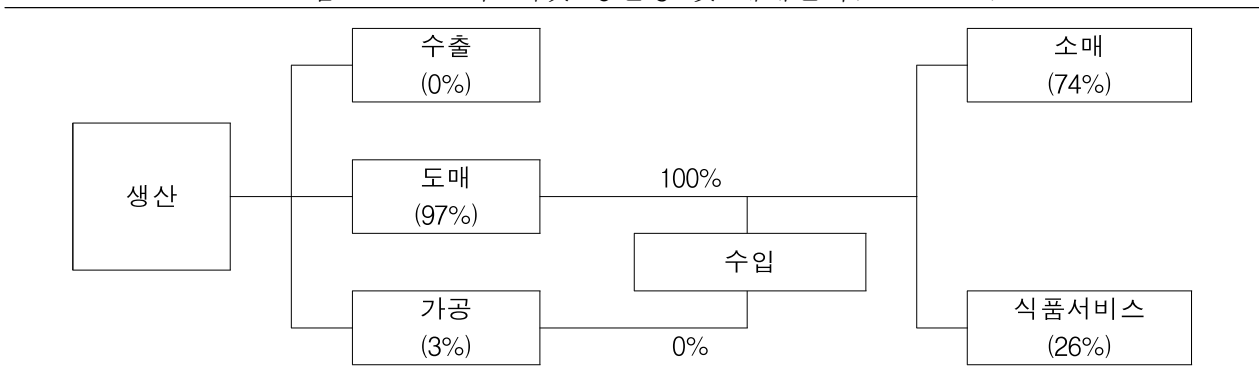 수출
(0%)
소매
(74%)
생산
도매
(97%)
100%
수입
가공
(3%)
0%
식품서비스
(26%)